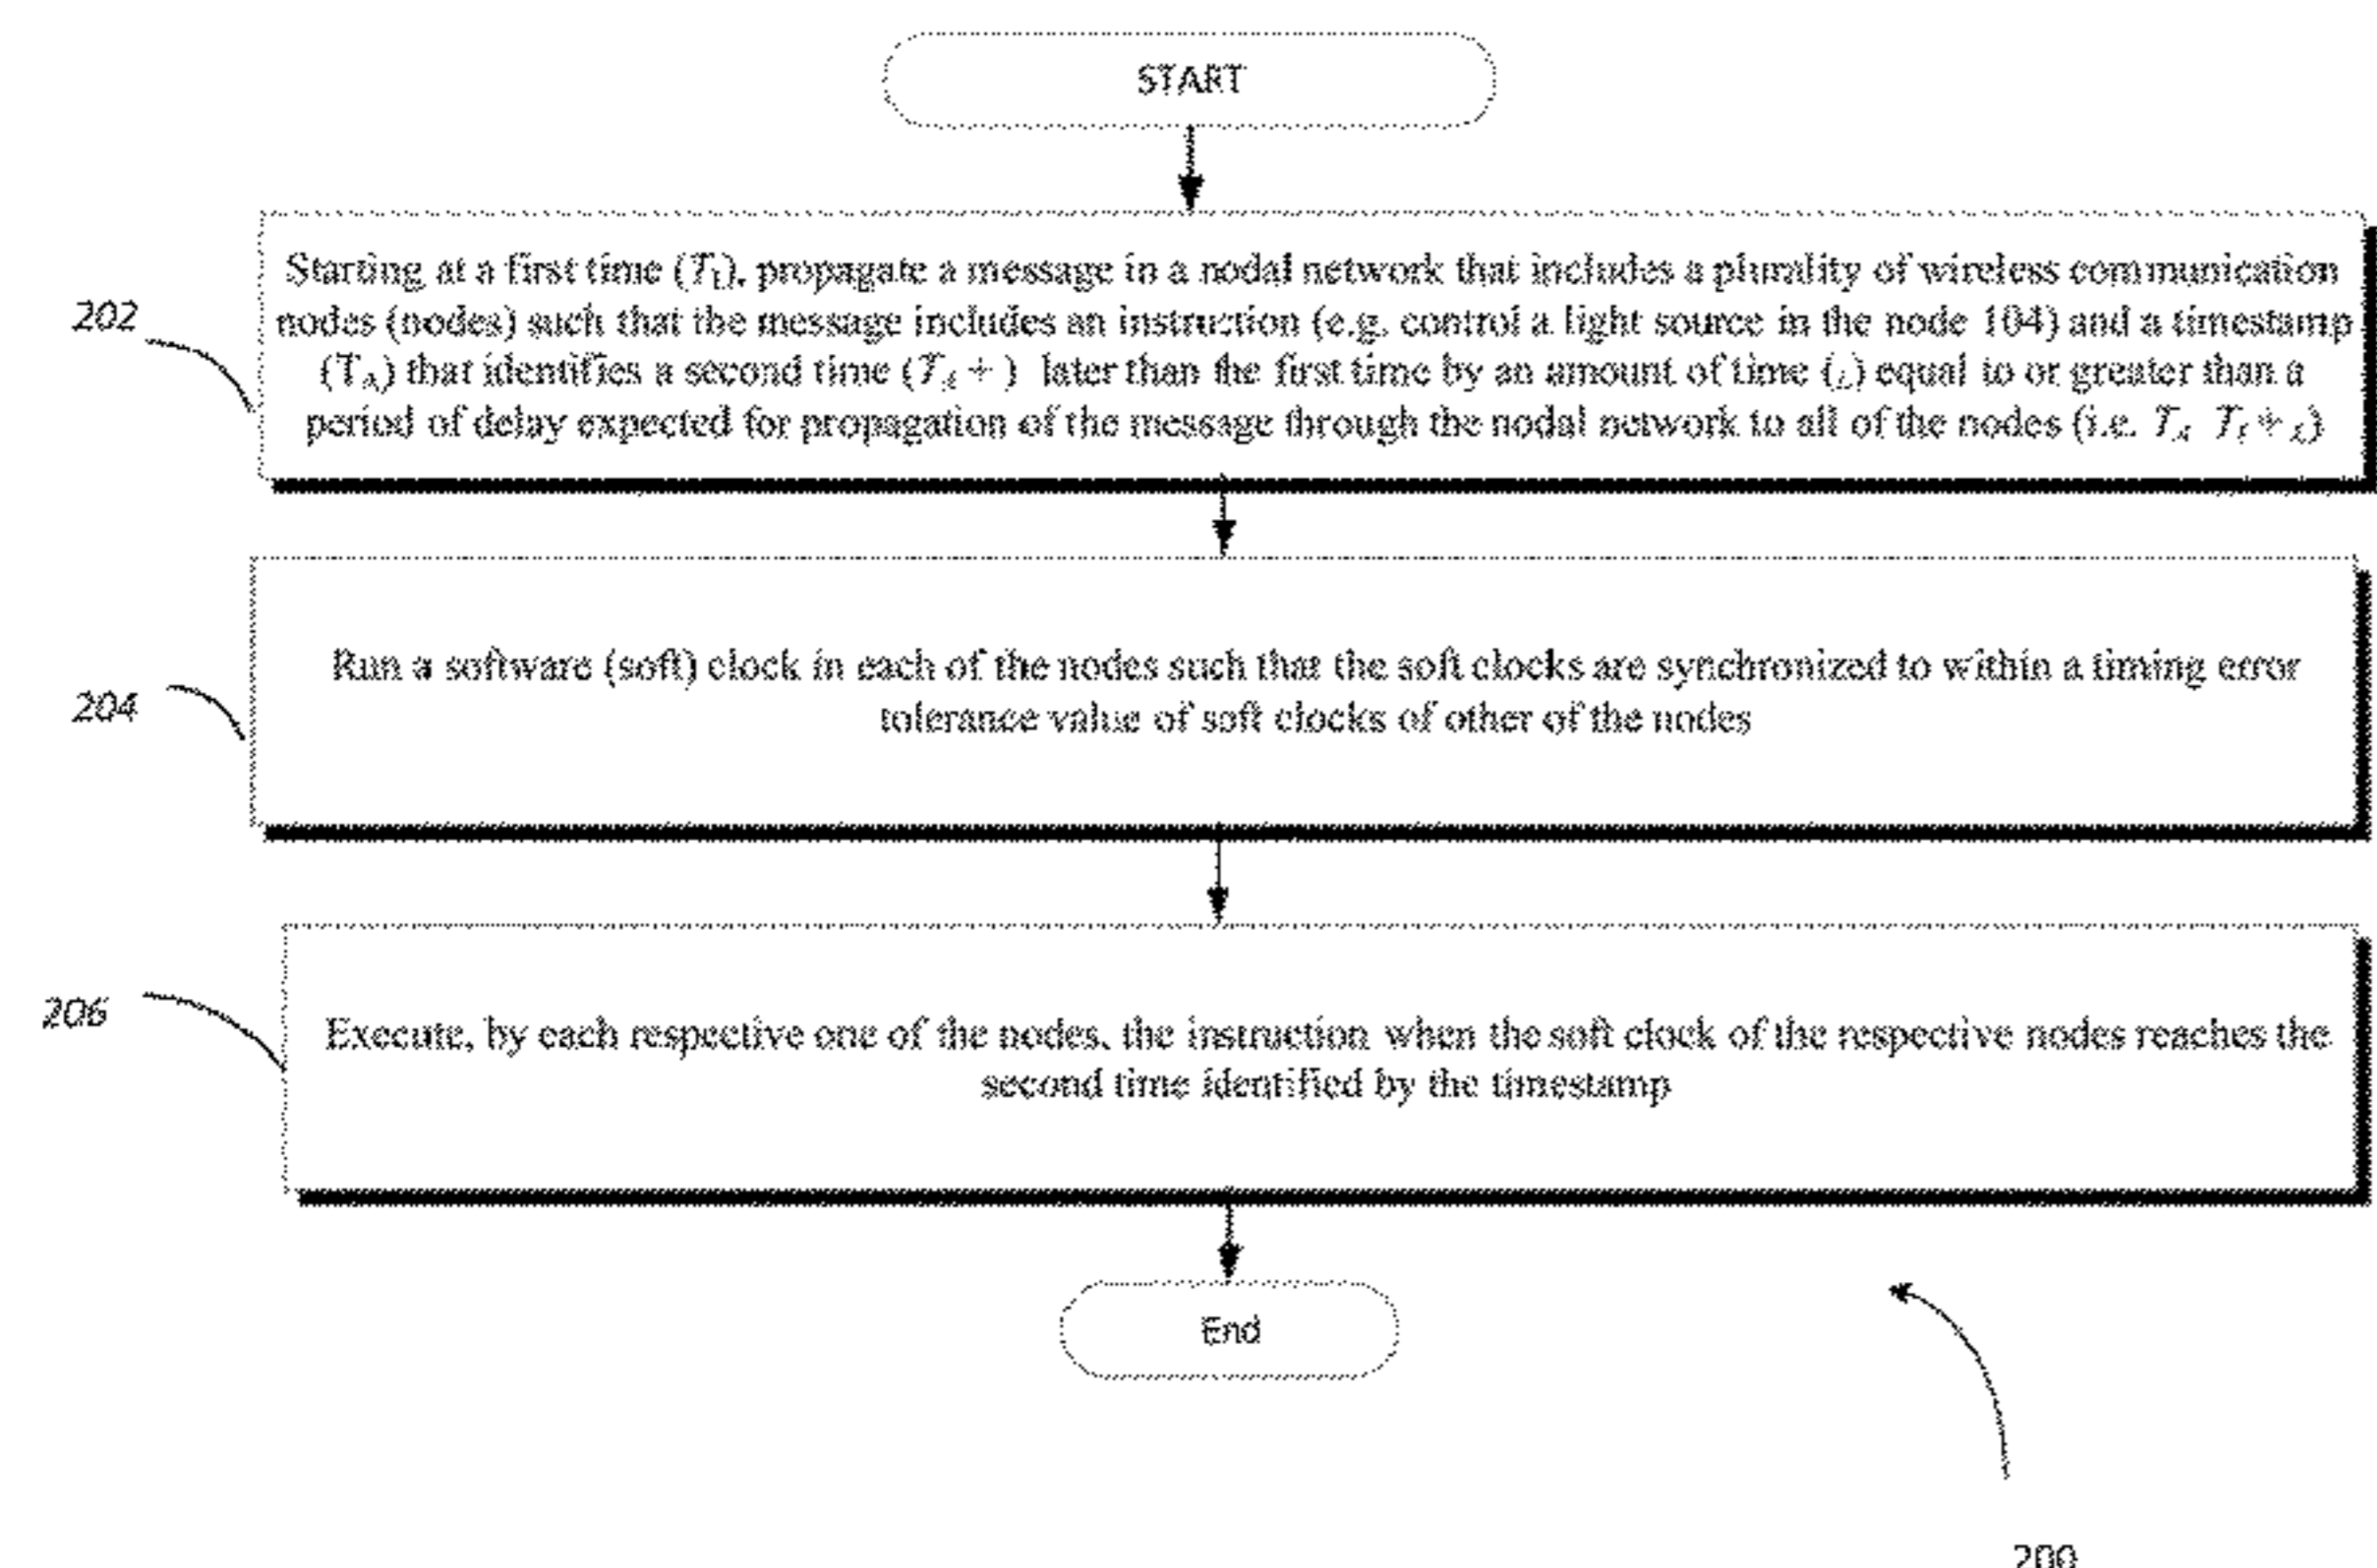 START
202
Starting at a first time (T₁), propagate a message in a nodal network that includes a plurality of wireless communication
nodes (nodes) such that the message includes an instruction (e.g. control a light source in the node 104) and a timestamp
(T_A) that identifies a second time (T_A + ) later than the first time by an amount of time (_L) equal to or greater than a
period of delay expected for propagation of the message through the nodal network to all of the nodes (i.e. T_A T_I + _L)
204
Run a software (soft) clock in each of the nodes such that the soft clocks are synchronized to within a timing error
tolerance value of soft clocks of other of the nodes
206
Execute, by each respective one of the nodes, the instruction when the soft clock of the respective nodes reaches the
second time identified by the timestamp
End
200